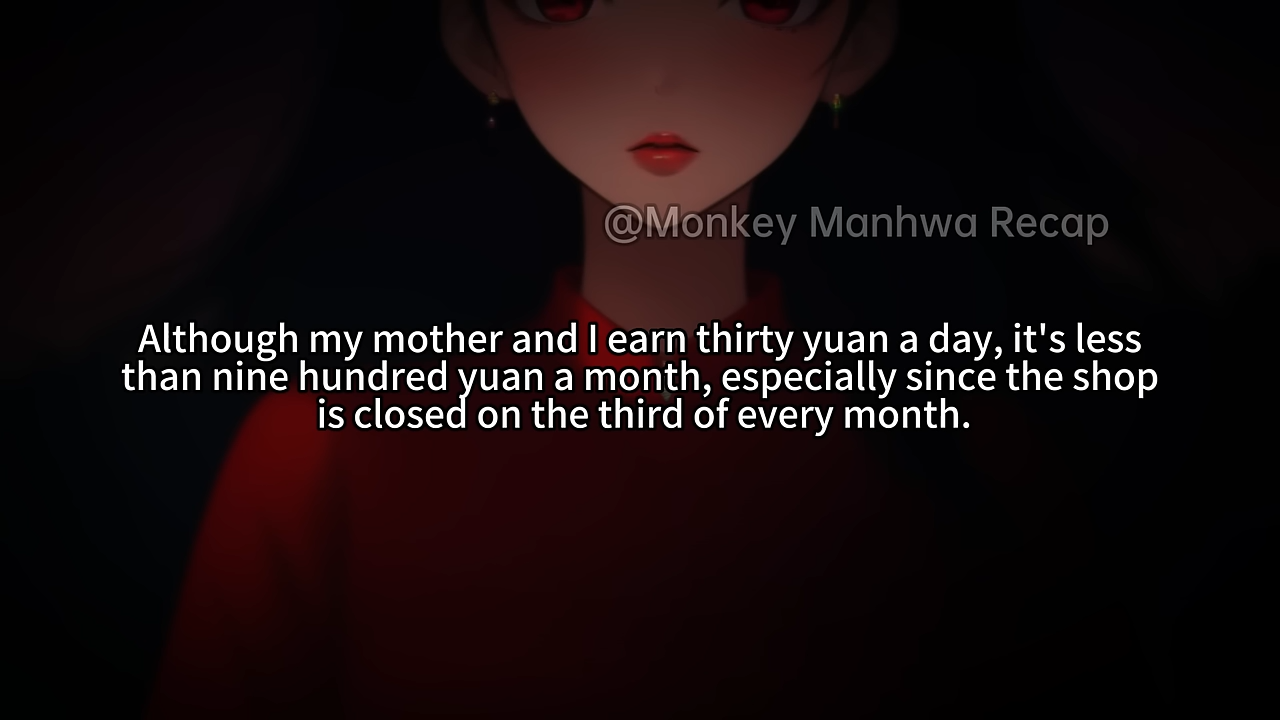 @Monkey Manhwa Recap
Although my mother and I earn thirty yuan a day, it's less
than nine hundred yuan a month, especially since the shop
is closed on the third of every month.